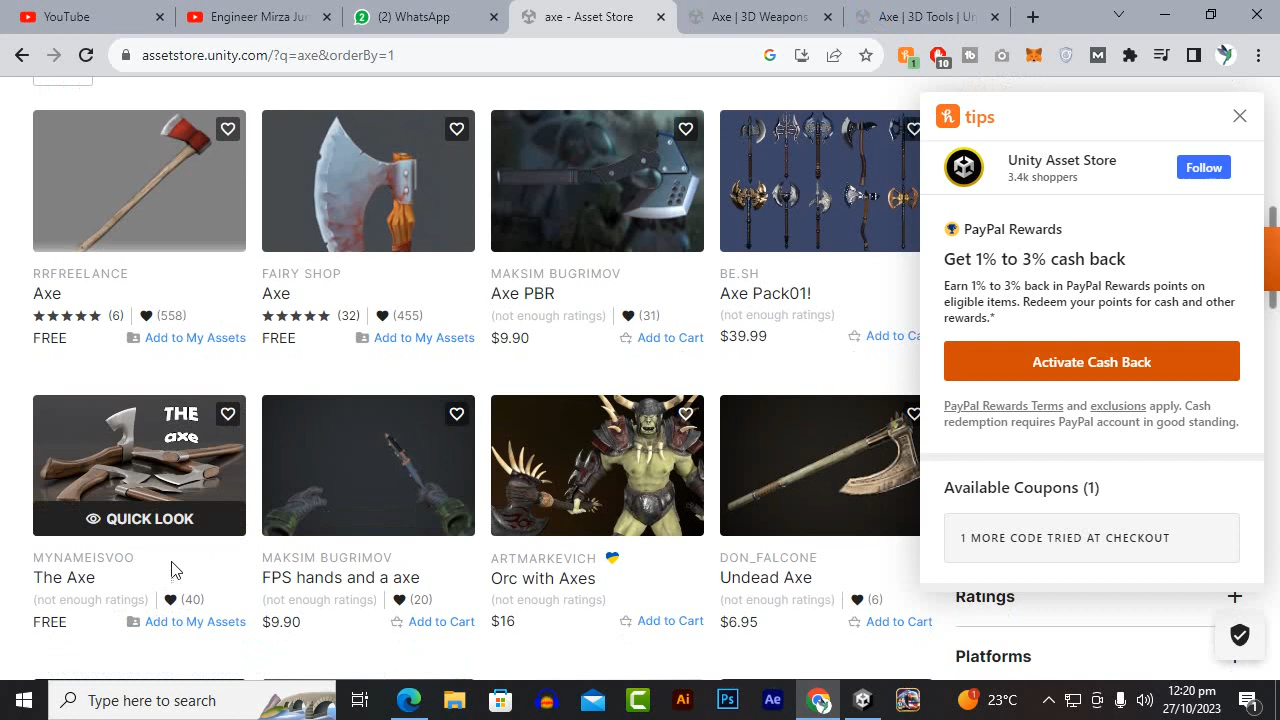 YouTube
Engineer Mirza Jun
(2) WhatsApp
axe - Asset Store
Axe | 3D Weapons
Axe | 3D Tools | Un
assetstore.unity.com/?q=axe&orderBy=1
1
10
tb
M
tips
Unity Asset Store
3.4k shoppers
Follow
PayPal Rewards
Get 1% to 3% cash back
Earn 1% to 3% back in PayPal Rewards points on
eligible items. Redeem your points for cash and other
rewards.*
Activate Cash Back
PayPal Rewards Terms and exclusions apply. Cash
redemption requires PayPal account in good standing.
Available Coupons (1)
1 MORE CODE TRIED AT CHECKOUT
RRFREELANCE
Axe
(6) (558)
FREE Add to My Assets
FAIRY SHOP
Axe
(32) (455)
FREE Add to My Assets
MAKSIM BUGRIMOV
Axe PBR
(not enough ratings) (31)
$9.90 Add to Cart
BE.SH
Axe Pack01!
(not enough ratings)
$39.99 Add to Ca
THE
axe
QUICK LOOK
MYNAMEISVOO
The Axe
(not enough ratings) (40)
FREE Add to My Assets
MAKSIM BUGRIMOV
FPS hands and a axe
(not enough ratings) (20)
$9.90 Add to Cart
ARTMARKEVICH
Orc with Axes
(not enough ratings)
$16 Add to Cart
DON_FALCONE
Undead Axe
(not enough ratings) (6)
$6.95 Add to Cart
Ratings
Platforms
Type here to search
Ai
Ps
Ae
1
23°C
12:20 pm
27/10/2023
1